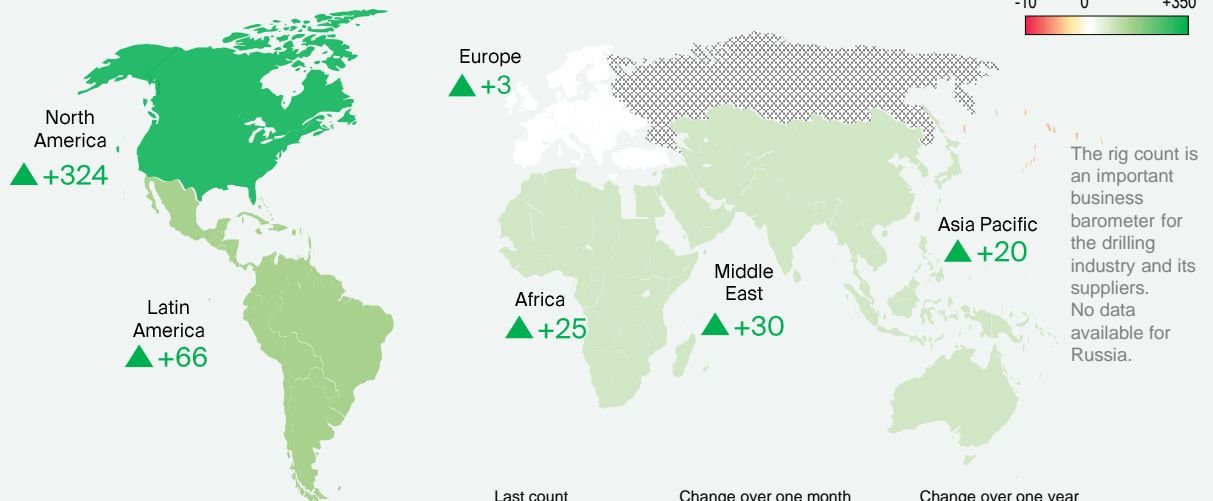 -10 0 +350
Europe
+3
North
America
+324
The rig count is
an important
business
barometer for
the drilling
industry and its
suppliers.
No data
available for
Russia.
Asia Pacific
+20
Middle
East
+30
Africa
+25
Latin
America
+66
Last count Change over one month Change over one year